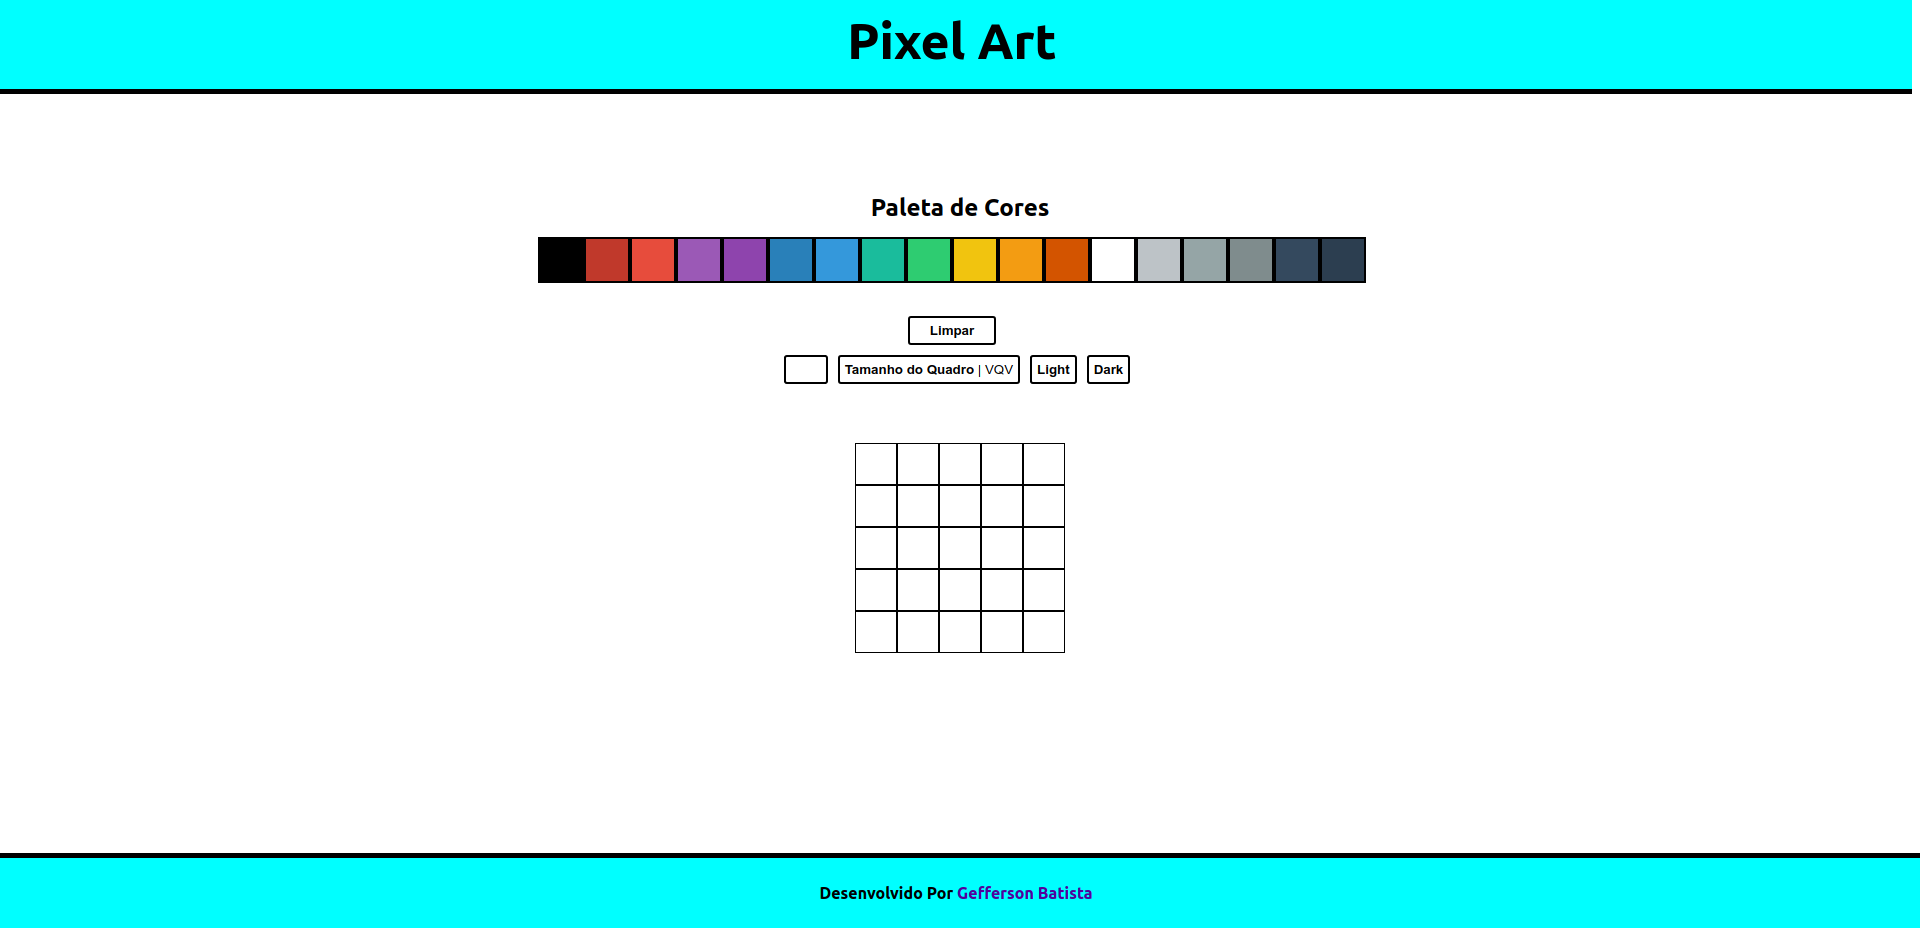 Pixel Art
Paleta de Cores
Limpar
Tamanho do Quadro | VQV Light Dark
Desenvolvido Por Gefferson Batista